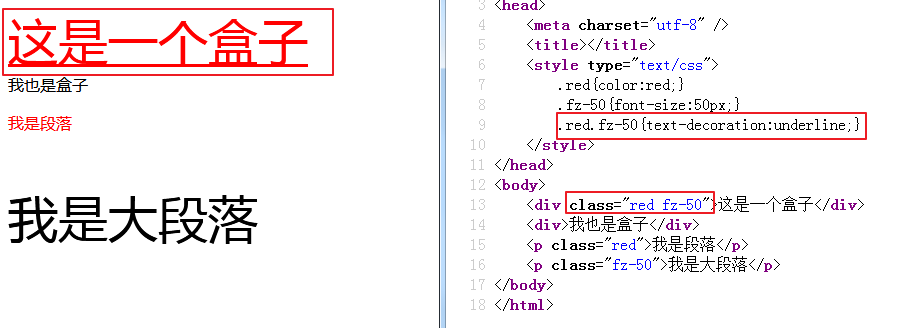 这是一个盒子
我也是盒子
我是段落
我是大段落
3 <head>
4 <meta charset="utf-8" />
5 <title></title>
6 <style type="text/css">
7 .red{color:red;}
8 .fz-50{font-size:50px;}
9 .red.fz-50{text-decoration:underline;}
10 </style>
11 </head>
12 <body>
13 <div class="red fz-50">这是一个盒子</div>
14 <div>我也是盒子</div>
15 <p class="red">我是段落</p>
16 <p class="fz-50">我是大段落</p>
17 </body>
18 </html>